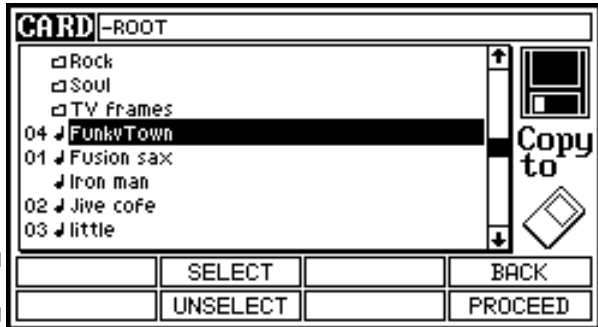 CARD -ROOT
Rock
Soul
TV frames
04 FunkyTown
01 Fusion sax
Iron man
02 Jive cofe
03 little
Copy
to
SELECT BACK
UNSELECT PROCEED